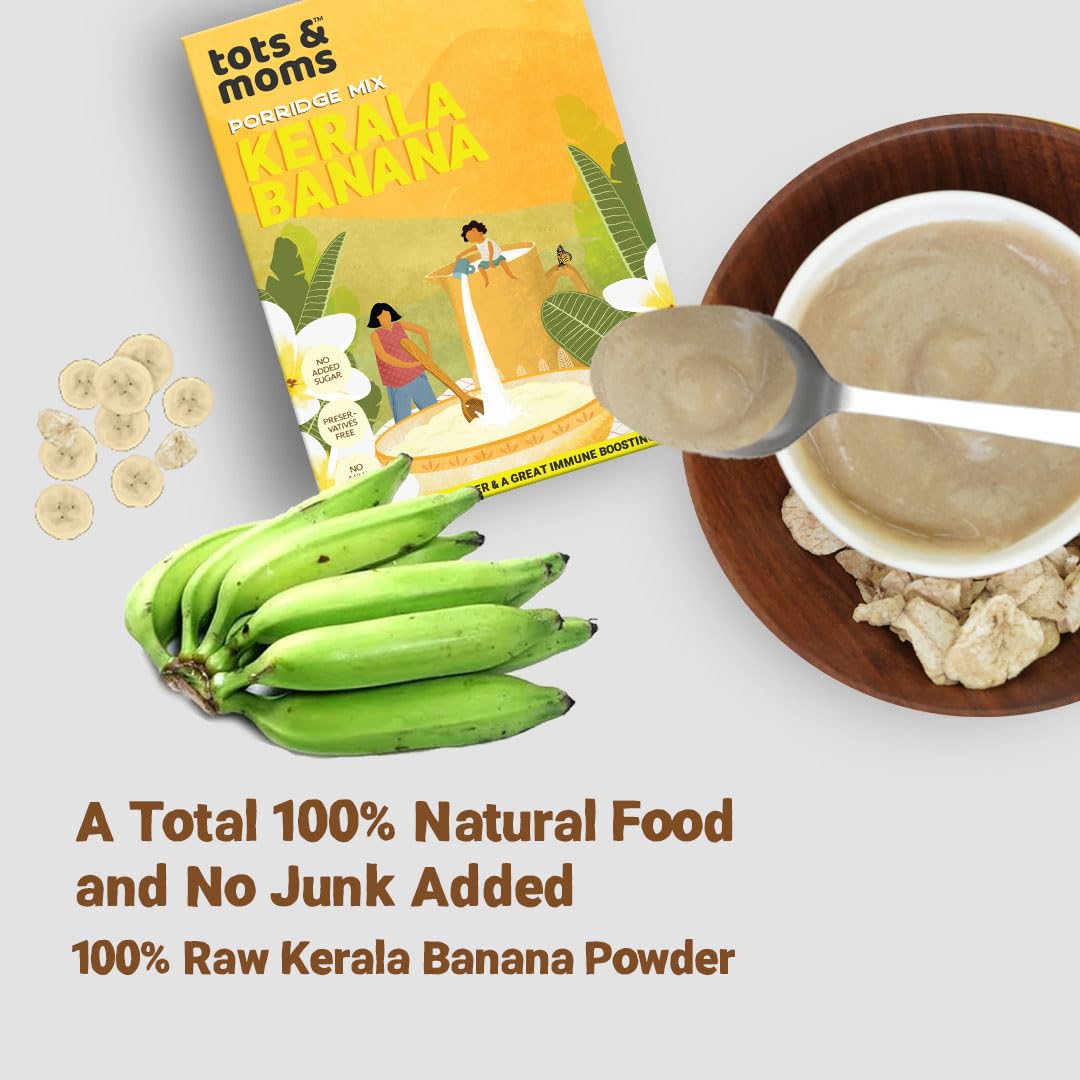 tots &™
moms
PORRIDGE MIX
KERALA
BANANA
NO
ADDED
SUGAR
PRESER-
VATIVES
FREE
NO
& A GREAT IMMUNE BOOSTING
A Total 100% Natural Food
and No Junk Added
100% Raw Kerala Banana Powder